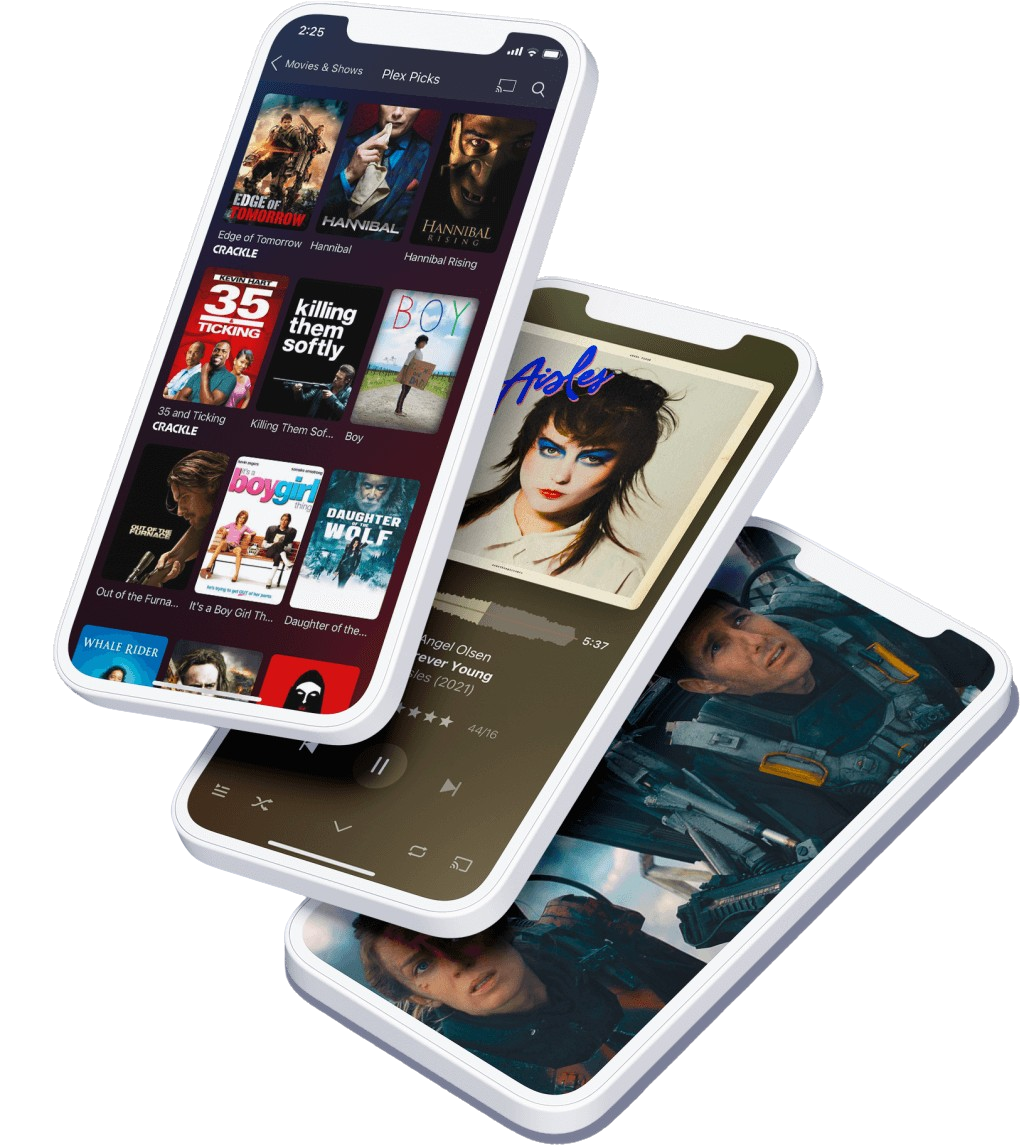 2:25
Movies & Shows
Plex Picks
EDGE OF
TOMORROW
HANNIBAL
HANNIBAL
RISING
Edge of Tomorrow
Hannibal
Hannibal Rising
CRACKLE
KEVIN HART
35
&
TICKING
killing
them
softly
BOY
35 and Ticking
Killing Them Sof...
Boy
CRACKLE
OUT OF THE
FURNACE
it's a
boygirl
thing
DAUGHTER
OF THE
WOLF
Out of the Furna...
It's a Boy Girl Th...
Daughter of the...
WHALE RIDER
Aisles
5:37
Angel Olsen
rever Young
sles (2021)
44/16